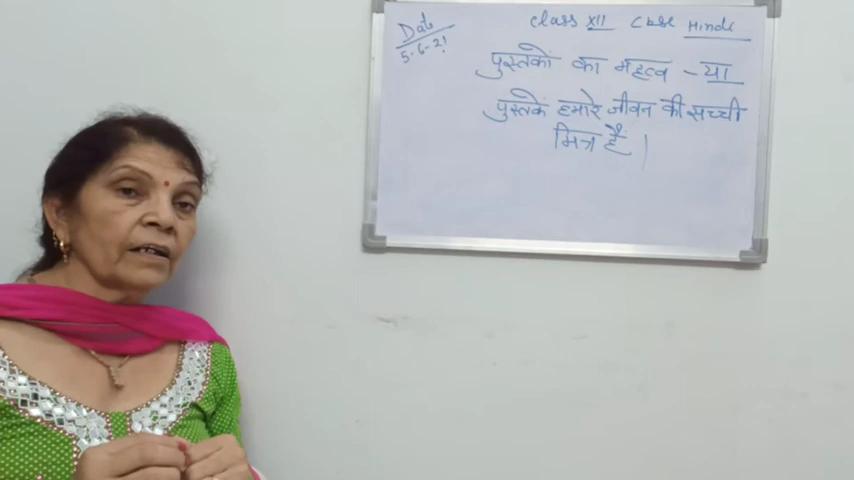 Date
5-6-21
Class XII CBSE Hindi
पुस्तकों का महत्व - या
पुस्तकें हमारे जीवन की सच्ची
मित्र हैं।